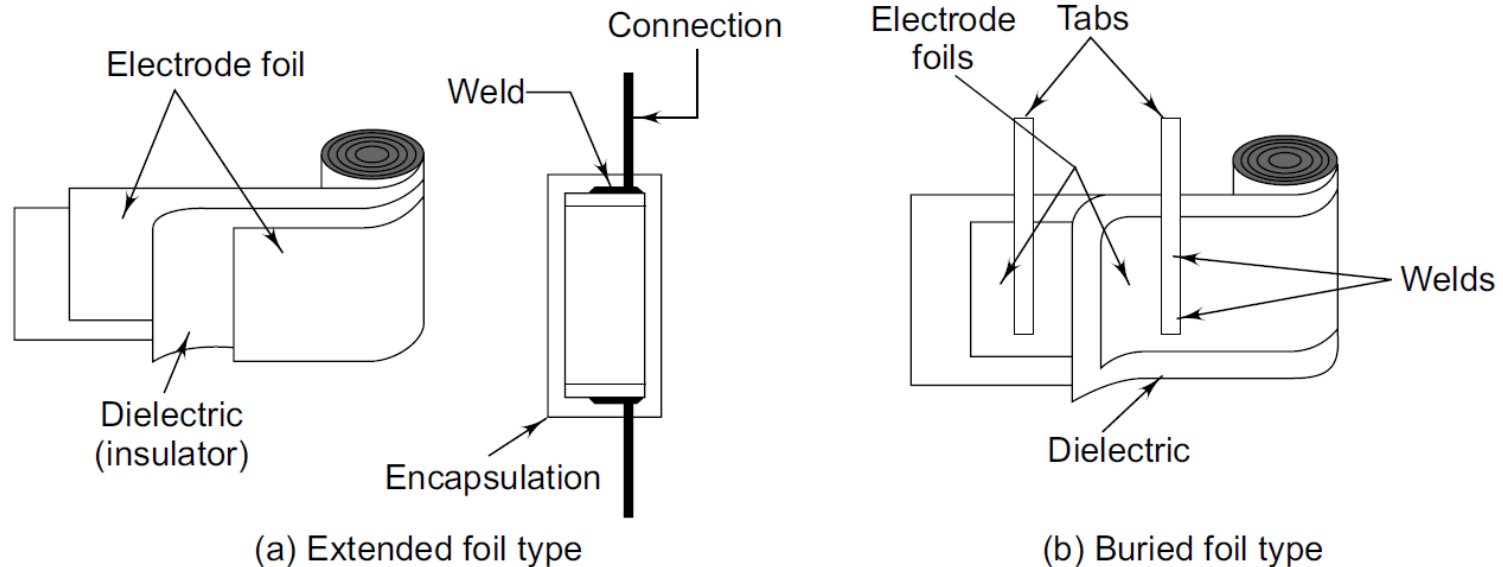 Electrode foil
Weld
Connection
Dielectric
(insulator)
Encapsulation
(a) Extended foil type
Electrode
foils
Tabs
Welds
Dielectric
(b) Buried foil type